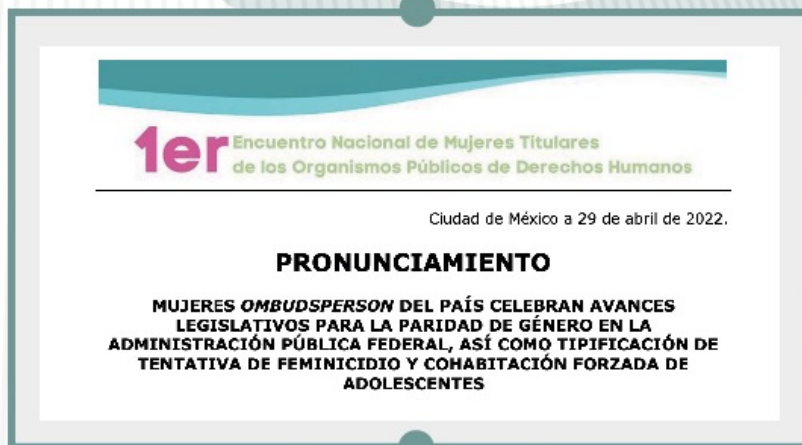 1er Encuentro Nacional de Mujeres Titulares
de los Organismos Públicos de Derechos Humanos
Ciudad de México a 29 de abril de 2022.
PRONUNCIAMIENTO
MUJERES OMBUDSPERSON DEL PAÍS CELEBRAN AVANCES
LEGISLATIVOS PARA LA PARIDAD DE GÉNERO EN LA
ADMINISTRACIÓN PÚBLICA FEDERAL, ASÍ COMO TIPIFICACIÓN DE
TENTATIVA DE FEMINICIDIO Y COHABITACIÓN FORZADA DE
ADOLESCENTES